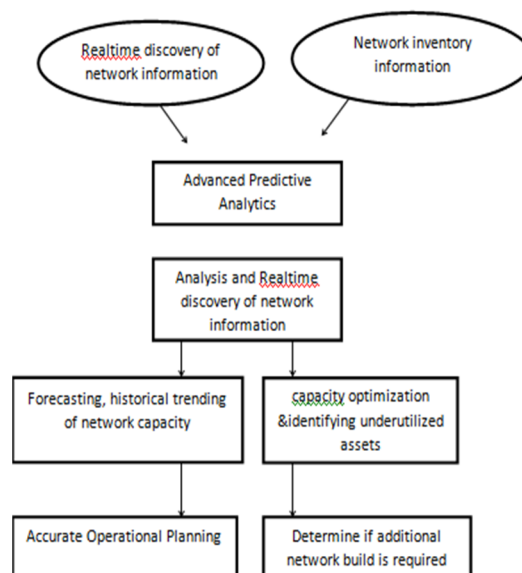 Realtime discovery of
network information
Network inventory
information
Advanced Predictive
Analytics
Analysis and Realtime
discovery of network
information
Forecasting, historical trending
of network capacity
capacity optimization
&identifying underutilized
assets
Accurate Operational Planning
Determine if additional
network build is required